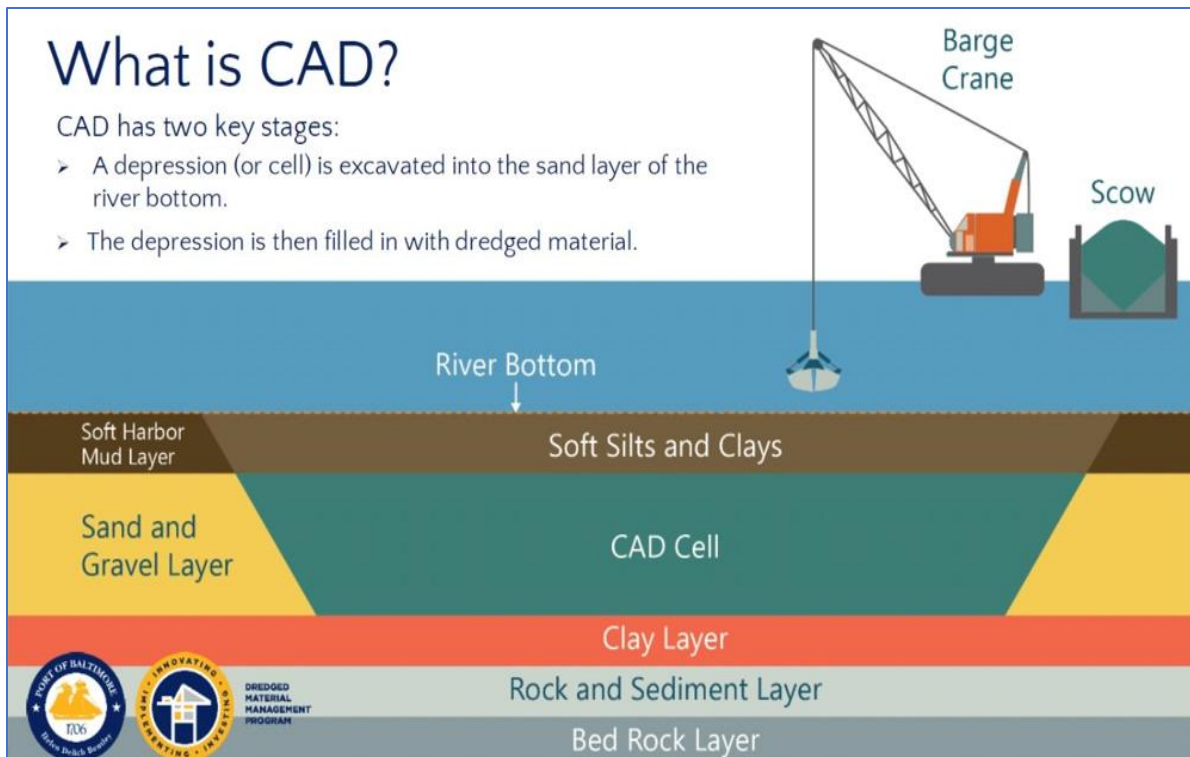 What is CAD?
CAD has two key stages:
➢ A depression (or cell) is excavated into the sand layer of the
river bottom.
➢ The depression is then filled in with dredged material.
Barge
Crane
Scow
River Bottom
Soft Harbor
Mud Layer
Soft Silts and Clays
Sand and
Gravel Layer
CAD Cell
Clay Layer
Rock and Sediment Layer
Bed Rock Layer
PORT OF BALTIMORE
1706
Helen Delich Bentley
INNOVATING
IMPLEMENTING
INVESTING
DREDGED
MATERIAL
MANAGEMENT
PROGRAM